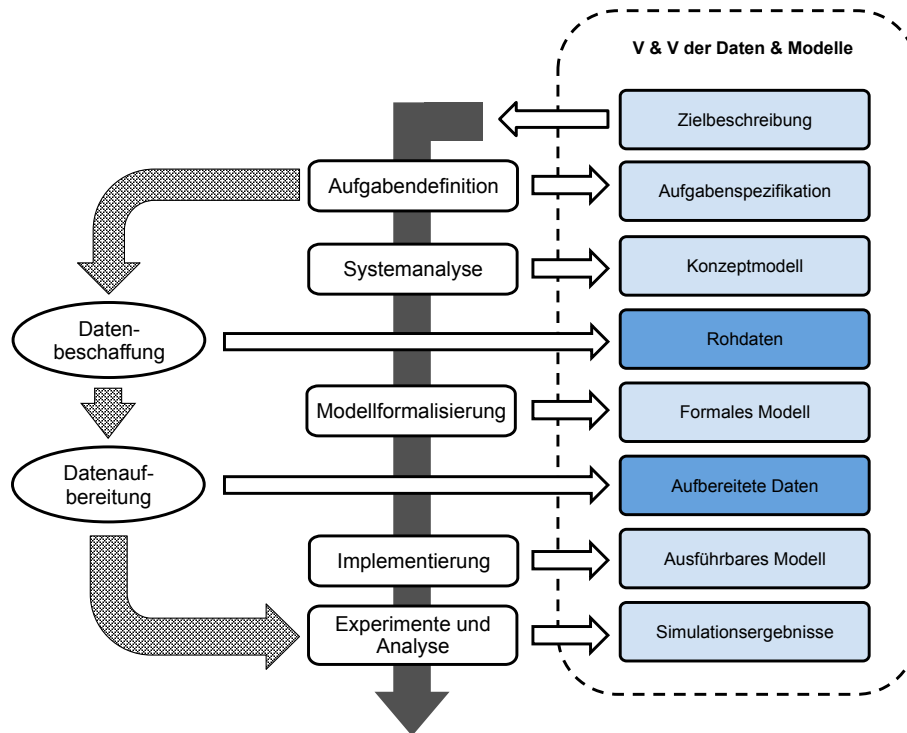 V & V der Daten & Modelle
Zielbeschreibung
Aufgabendefinition
Aufgabenspezifikation
Systemanalyse
Konzeptmodell
Daten-
beschaffung
Rohdaten
Modellformalisierung
Formales Modell
Datenauf-
bereitung
Aufbereitete Daten
Implementierung
Ausführbares Modell
Experimente und
Analyse
Simulationsergebnisse